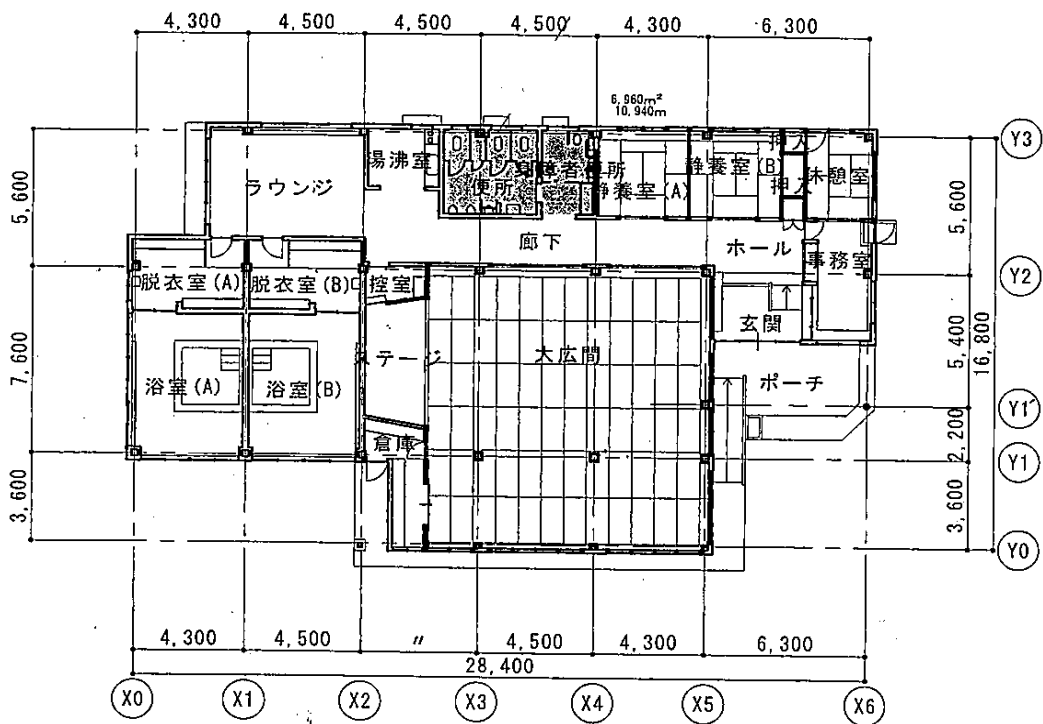 4,300 4,500 4,500 4,500 4,300 6,300
6,960m²
10,940m
5,600 7,600 3,600
ラウンジ
湯沸室
便所
身障者便所
静養室(A)
静養室(B)
押入
押入
休憩室
廊下
ホール
事務室
脱衣室(A)
脱衣室(B)
控室
玄関
ステージ
大広間
ポーチ
浴室(A)
浴室(B)
倉庫
5,600 5,400 2,200 3,600
16,800
Y3
Y2
Y1'
Y1
Y0
4,300 4,500 〃 4,500 4,300 6,300
28,400
X0 X1 X2 X3 X4 X5 X6